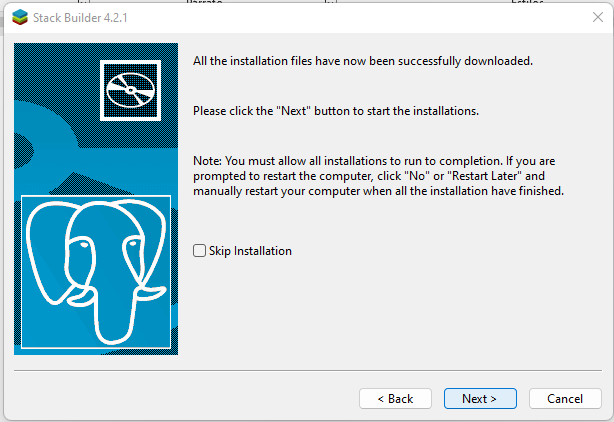 Stack Builder 4.2.1
All the installation files have now been successfully downloaded.
Please click the "Next" button to start the installations.
Note: You must allow all installations to run to completion. If you are
prompted to restart the computer, click "No" or "Restart Later" and
manually restart your computer when all the installation have finished.
Skip Installation
< Back
Next >
Cancel